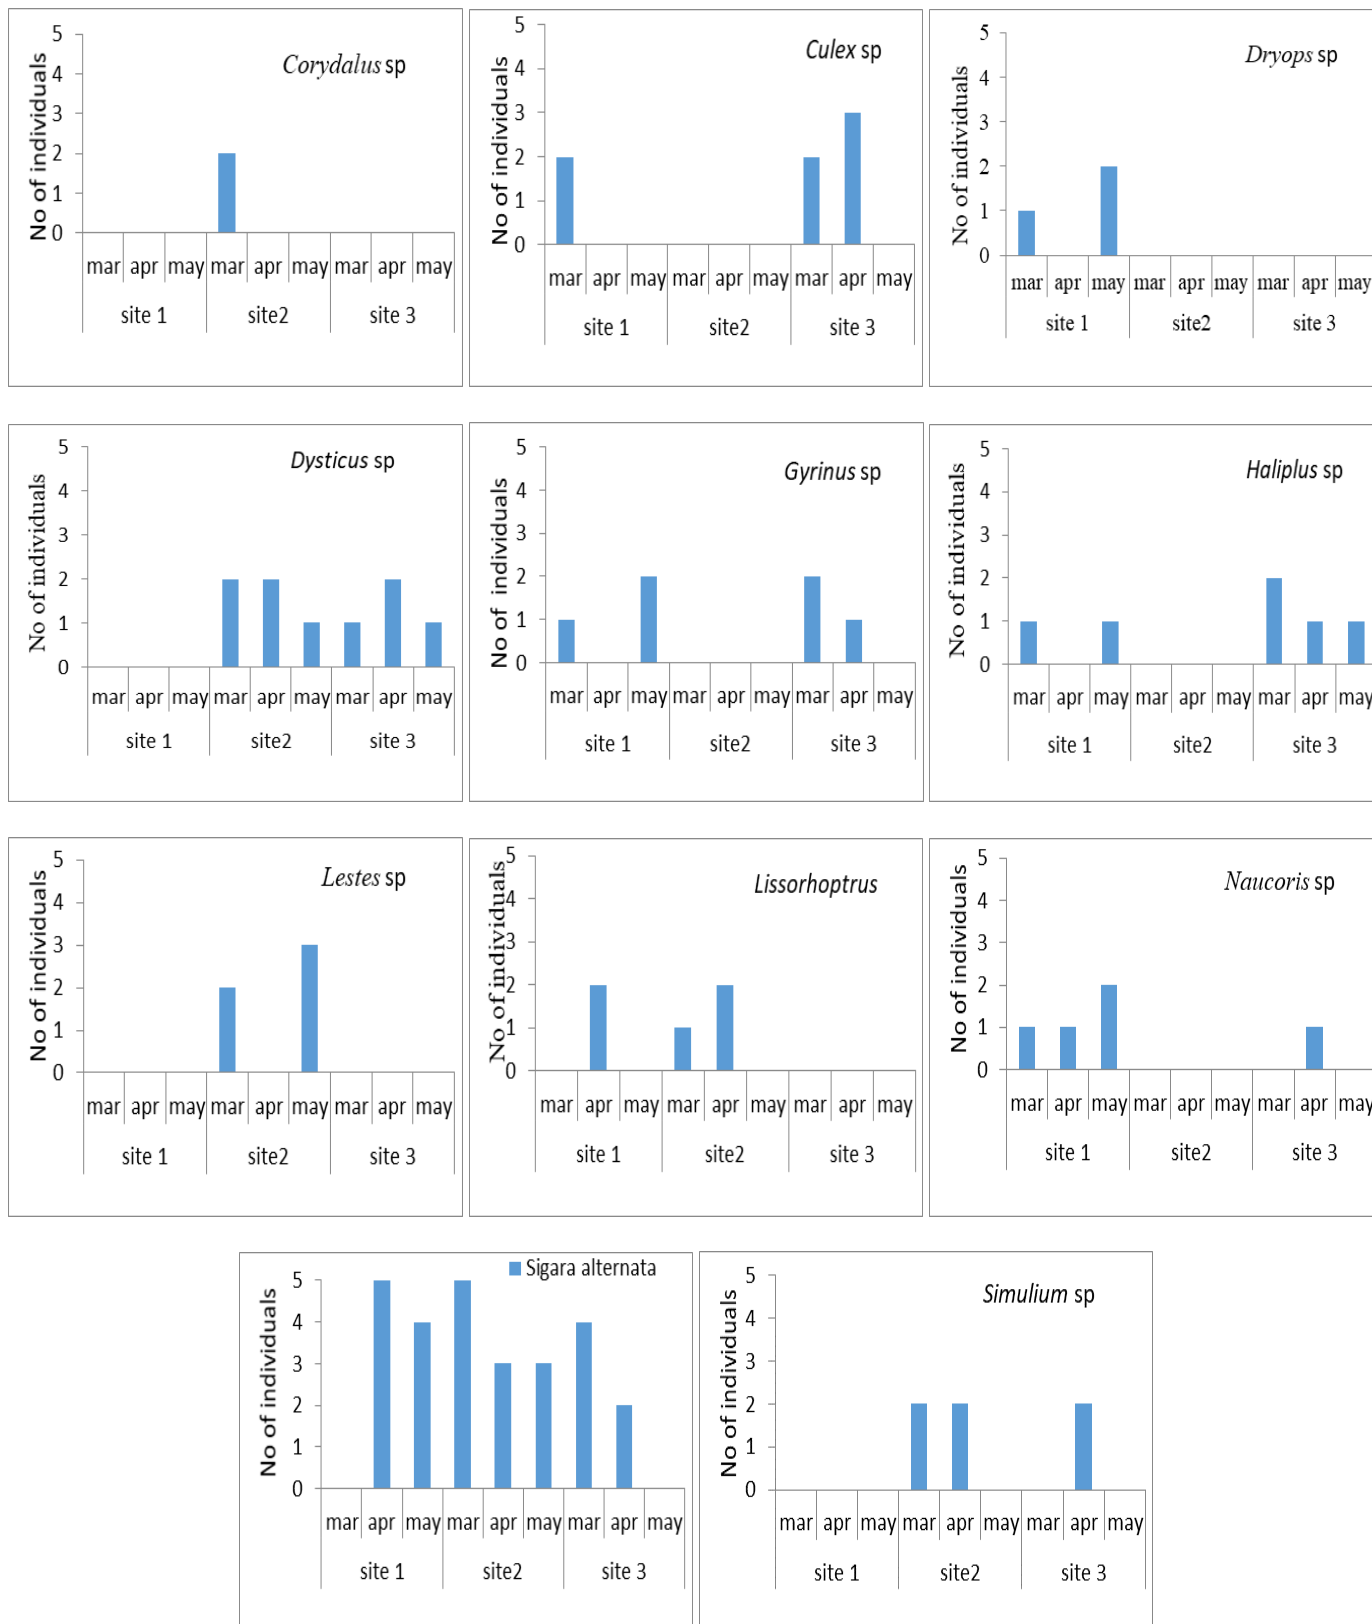 Corydalus sp
No of individuals
5
4
3
2
1
0
mar apr may mar apr may mar apr may
site 1 site2 site 3
Culex sp
No of individuals
5
4
3
2
1
0
mar apr may mar apr may mar apr may
site 1 site2 site 3
Dryops sp
No of individuals
5
4
3
2
1
0
mar apr may mar apr may mar apr may
site 1 site2 site 3
Dysticus sp
No of individuals
5
4
3
2
1
0
mar apr may mar apr may mar apr may
site 1 site2 site 3
Gyrinus sp
No of individuals
5
4
3
2
1
0
mar apr may mar apr may mar apr may
site 1 site2 site 3
Haliplus sp
No of individuals
5
4
3
2
1
0
mar apr may mar apr may mar apr may
site 1 site2 site 3
Lestes sp
No of individuals
5
4
3
2
1
0
mar apr may mar apr may mar apr may
site 1 site2 site 3
Lissorhoptrus
No of individuals
5
4
3
2
1
0
mar apr may mar apr may mar apr may
site 1 site2 site 3
Naucoris sp
No of individuals
5
4
3
2
1
0
mar apr may mar apr may mar apr may
site 1 site2 site 3
Sigara alternata
No of individuals
5
4
3
2
1
0
mar apr may mar apr may mar apr may
site 1 site2 site 3
Simulium sp
No of individuals
5
4
3
2
1
0
mar apr may mar apr may mar apr may
site 1 site2 site 3